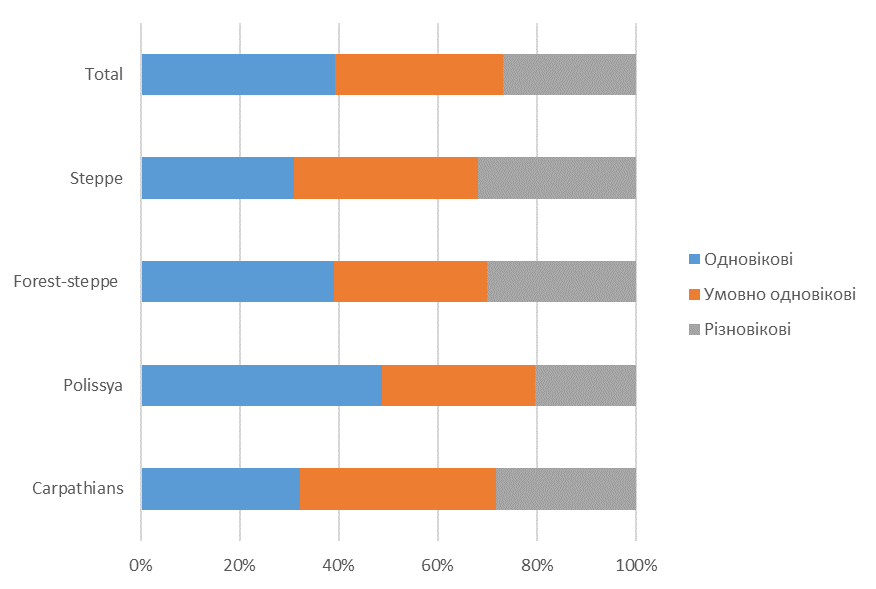 Total
Steppe
Forest-steppe
Polissya
Carpathians
0% 20% 40% 60% 80% 100%
Одновікові
Умовно одновікові
Різновікові